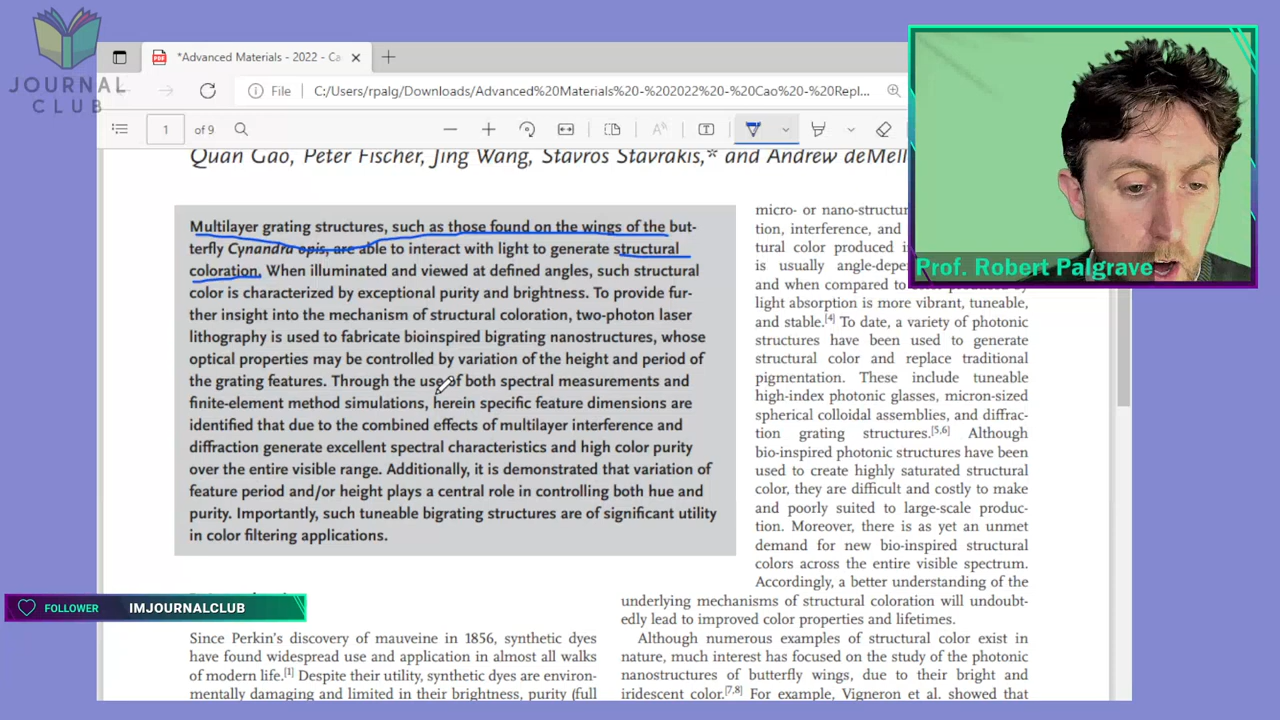 JOURNAL
CLUB
*Advanced Materials - 2022 - Ca
File
C:/Users/rpalg/Downloads/Advanced%20Materials%20-%202022%20-%20Cao%20-%20Repl...
1 of 9
Quan Gao, Peter Fischer, Jing Wang, Stavros Stavrakis,* and Andrew deMell
Multilayer grating structures, such as those found on the wings of the but-
terfly Cynandra opis, are able to interact with light to generate structural
coloration. When illuminated and viewed at defined angles, such structural
color is characterized by exceptional purity and brightness. To provide fur-
ther insight into the mechanism of structural coloration, two-photon laser
lithography is used to fabricate bioinspired bigrating nanostructures, whose
optical properties may be controlled by variation of the height and period of
the grating features. Through the use of both spectral measurements and
finite-element method simulations, herein specific feature dimensions are
identified that due to the combined effects of multilayer interference and
diffraction generate excellent spectral characteristics and high color purity
over the entire visible range. Additionally, it is demonstrated that variation of
feature period and/or height plays a central role in controlling both hue and
purity. Importantly, such tuneable bigrating structures are of significant utility
in color filtering applications.
Since Perkin's discovery of mauveine in 1856, synthetic dyes
have found widespread use and application in almost all walks
of modern life.[1] Despite their utility, synthetic dyes are environ-
mentally damaging and limited in their brightness, purity (full
micro- or nano-structur
tion, interference, and
tural color produced i
is usually angle-depe
and when compared to
light absorption is more vibrant, tuneable,
and stable.[4] To date, a variety of photonic
structures have been used to generate
structural color and replace traditional
pigmentation. These include tuneable
high-index photonic glasses, micron-sized
spherical colloidal assemblies, and diffrac-
tion grating structures.[5,6] Although
bio-inspired photonic structures have been
used to create highly saturated structural
color, they are difficult and costly to make
and poorly suited to large-scale produc-
tion. Moreover, there is as yet an unmet
demand for new bio-inspired structural
colors across the entire visible spectrum.
Accordingly, a better understanding of the
underlying mechanisms of structural coloration will undoubt-
edly lead to improved color properties and lifetimes.
Although numerous examples of structural color exist in
nature, much interest has focused on the study of the photonic
nanostructures of butterfly wings, due to their bright and
iridescent color.[7,8] For example, Vigneron et al. showed that
Prof. Robert Palgrave
FOLLOWER IMJOURNALCLUB